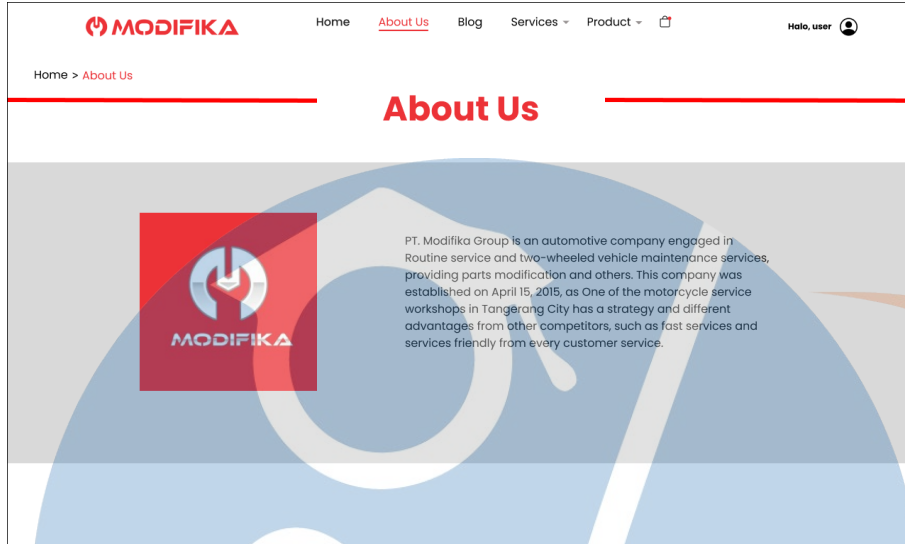 MODIFIKA
Home About Us Blog Services Product
Halo, user
Home > About Us
About Us
MODIFIKA
PT. Modifika Group is an automotive company engaged in
Routine service and two-wheeled vehicle maintenance services,
providing parts modification and others. This company was
established on April 15, 2015, as One of the motorcycle service
workshops in Tangerang City has a strategy and different
advantages from other competitors, such as fast services and
services friendly from every customer service.